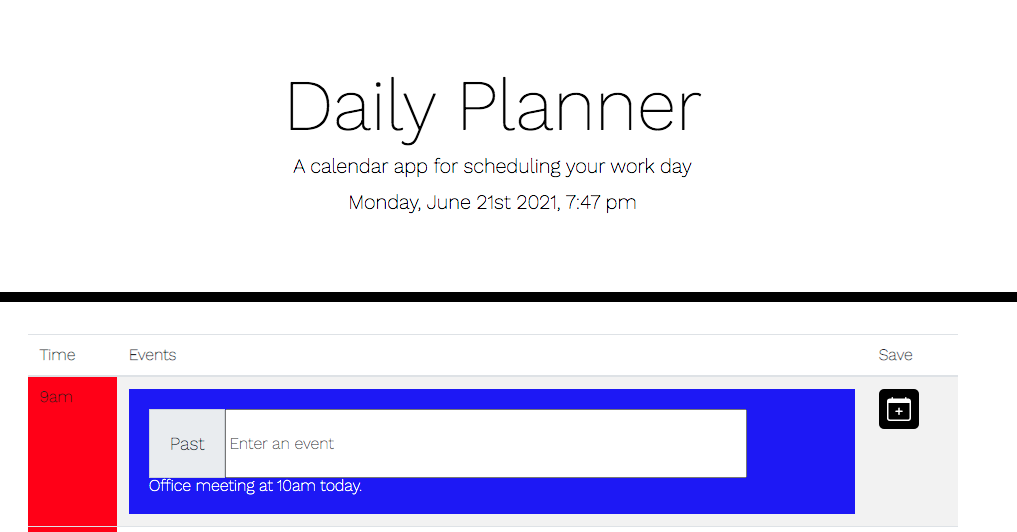 Daily Planner
A calendar app for scheduling your work day
Monday, June 21st 2021, 7:47 pm
Time Events Save
9am
Past Enter an event
Office meeting at 10am today.